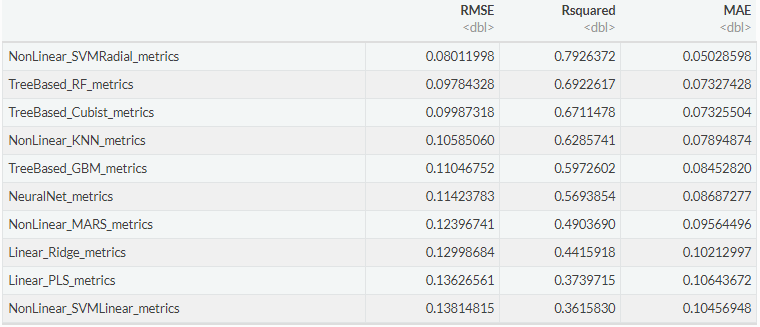 RMSE Rsquared MAE
<dbl> <dbl> <dbl>
NonLinear_SVMRadial_metrics 0.08011998 0.7926372 0.05028598
TreeBased_RF_metrics 0.09784328 0.6922617 0.07327428
TreeBased_Cubist_metrics 0.09987318 0.6711478 0.07325504
NonLinear_KNN_metrics 0.10585060 0.6285741 0.07894874
TreeBased_GBM_metrics 0.11046752 0.5972602 0.08452820
NeuralNet_metrics 0.11423783 0.5693854 0.08687277
NonLinear_MARS_metrics 0.12396741 0.4903690 0.09564496
Linear_Ridge_metrics 0.12998684 0.4415918 0.10212997
Linear_PLS_metrics 0.13626561 0.3739715 0.10643672
NonLinear_SVMLinear_metrics 0.13814815 0.3615830 0.10456948